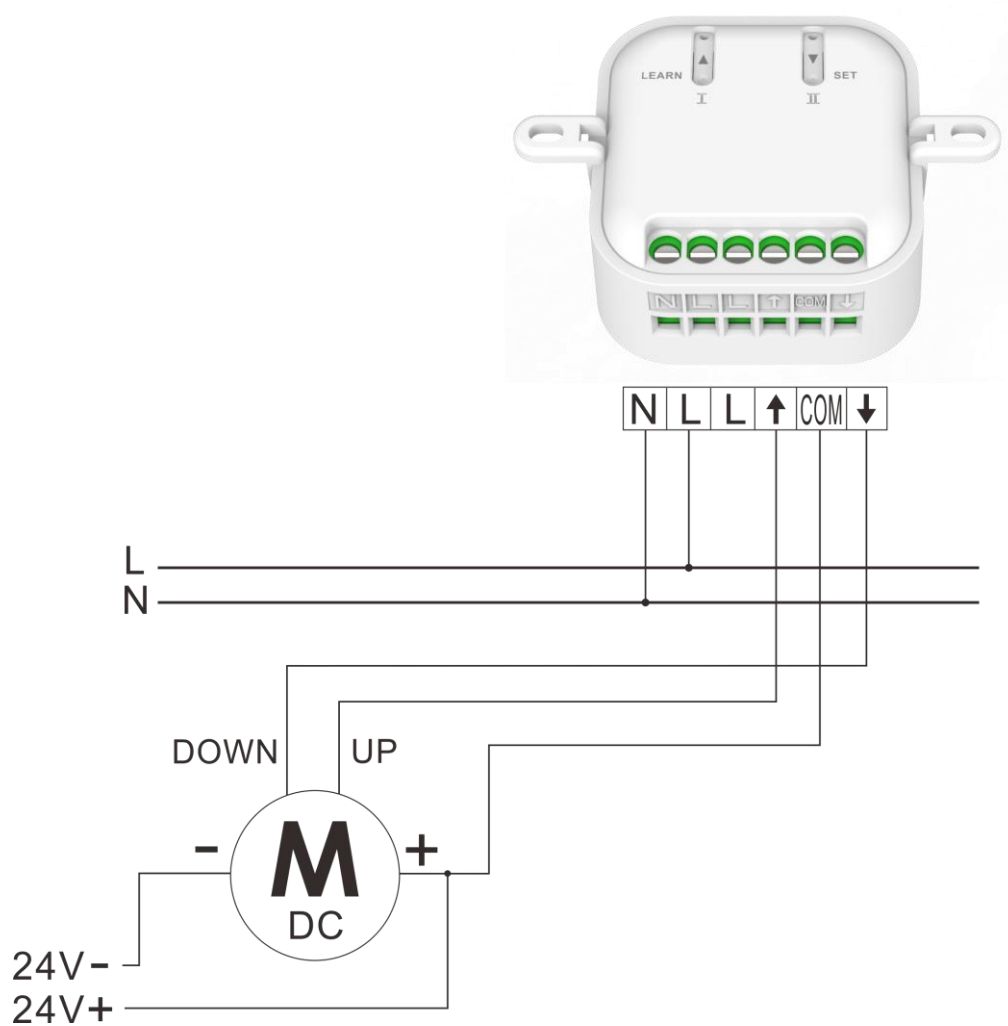 LEARN ▲ ▼ SET
I II
N L L ↑ COM ↓
N L L ↑ COM ↓
L
N
DOWN UP
- M +
DC
24V-
24V+